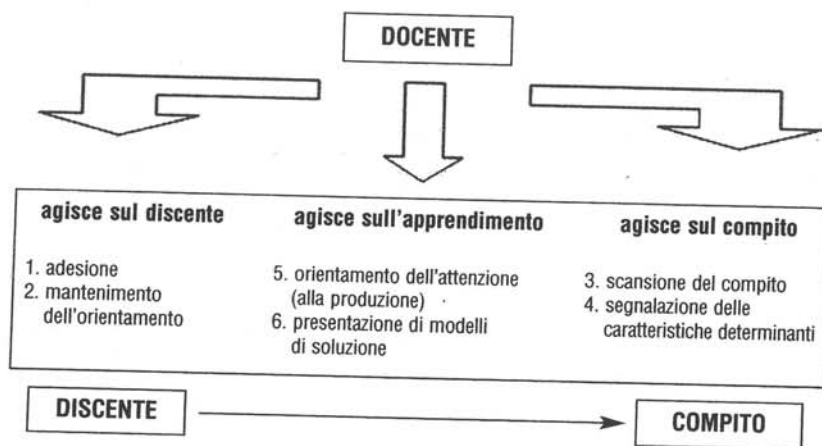 DOCENTE
agisce sul discente
1. adesione
2. mantenimento
dell'orientamento
agisce sull'apprendimento
5. orientamento dell'attenzione
(alla produzione)
6. presentazione di modelli
di soluzione
agisce sul compito
3. scansione del compito
4. segnalazione delle
caratteristiche determinanti
DISCENTE
COMPITO